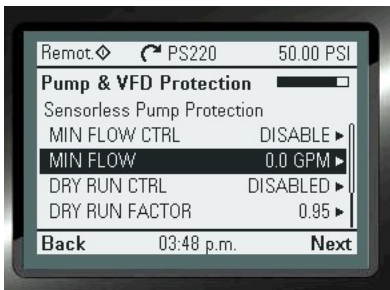 Remot. PS220 50.00 PSI
Pump & VFD Protection
Sensorless Pump Protection
MIN FLOW CTRL DISABLE
MIN FLOW 0.0 GPM
DRY RUN CTRL DISABLED
DRY RUN FACTOR 0.95
Back 03:48 p.m. Next